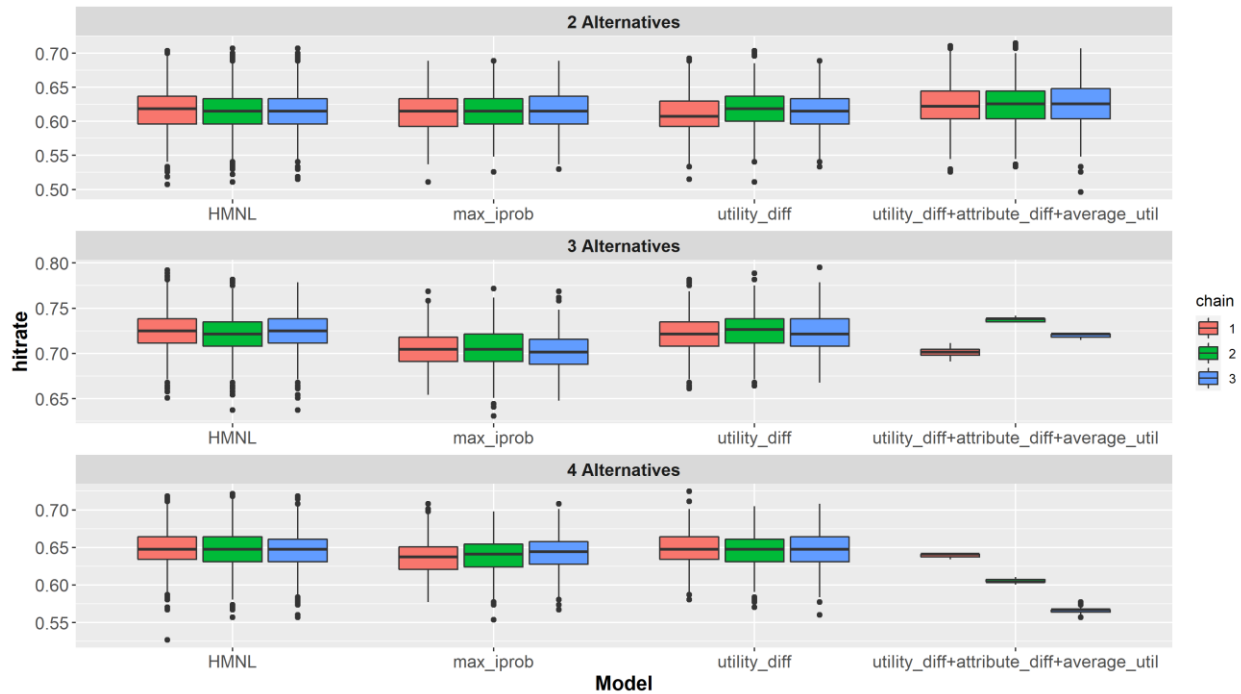 2 Alternatives
0.70
0.65
0.60
0.55
0.50
HMNL max_iprob utility_diff utility_diff+attribute_diff+average_util
3 Alternatives
0.80
0.75
0.70
0.65
HMNL max_iprob utility_diff utility_diff+attribute_diff+average_util
4 Alternatives
0.70
0.65
0.60
0.55
HMNL max_iprob utility_diff utility_diff+attribute_diff+average_util
Model
hitrate
chain
1
2
3